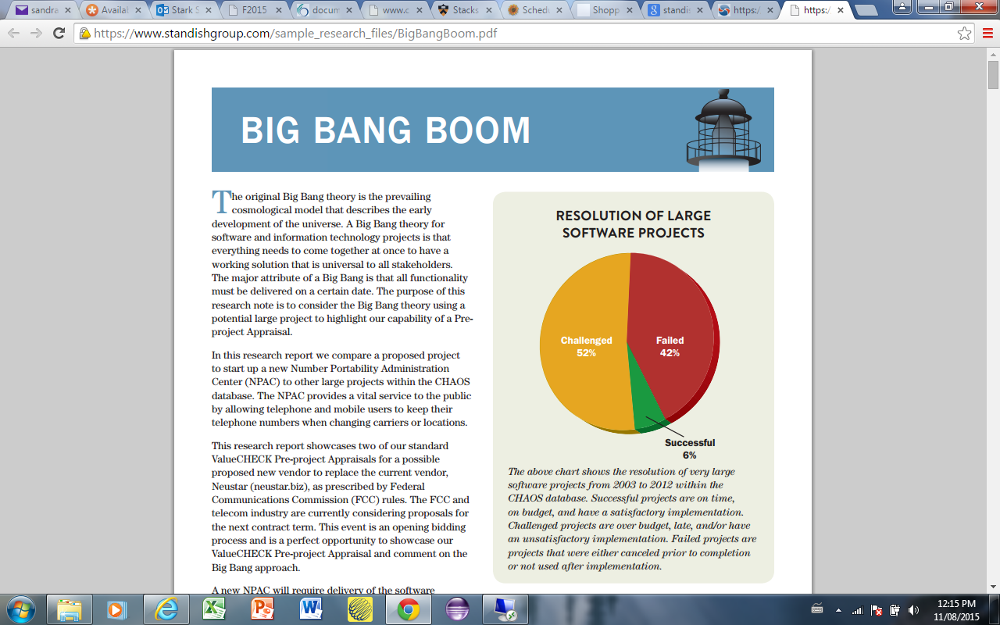 sandra
Availal
Stark S
F2015
docum
www.c
Stacks
Schedu
Shopp
standis
https:/
https:/
https://www.standishgroup.com/sample_research_files/BigBangBoom.pdf
BIG BANG BOOM
The original Big Bang theory is the prevailing
cosmological model that describes the early
development of the universe. A Big Bang theory for
software and information technology projects is that
everything needs to come together at once to have a
working solution that is universal to all stakeholders.
The major attribute of a Big Bang is that all functionality
must be delivered on a certain date. The purpose of this
research note is to consider the Big Bang theory using a
potential large project to highlight our capability of a Pre-
project Appraisal.
In this research report we compare a proposed project
to start up a new Number Portability Administration
Center (NPAC) to other large projects within the CHAOS
database. The NPAC provides a vital service to the public
by allowing telephone and mobile users to keep their
telephone numbers when changing carriers or locations.
This research report showcases two of our standard
ValueCHECK Pre-project Appraisals for a possible
proposed new vendor to replace the current vendor,
Neustar (neustar.biz), as prescribed by Federal
Communications Commission (FCC) rules. The FCC and
telecom industry are currently considering proposals for
the next contract term. This event is an opening bidding
process and is a perfect opportunity to showcase our
ValueCHECK Pre-project Appraisal and comment on the
Big Bang approach.
A new NPAC will require delivery of the software
RESOLUTION OF LARGE
SOFTWARE PROJECTS
Challenged
52%
Failed
42%
Successful
6%
The above chart shows the resolution of very large
software projects from 2003 to 2012 within the
CHAOS database. Successful projects are on time,
on budget, and have a satisfactory implementation.
Challenged projects are over budget, late, and/or have
an unsatisfactory implementation. Failed projects are
projects that were either canceled prior to completion
or not used after implementation.
12:15 PM
11/08/2015